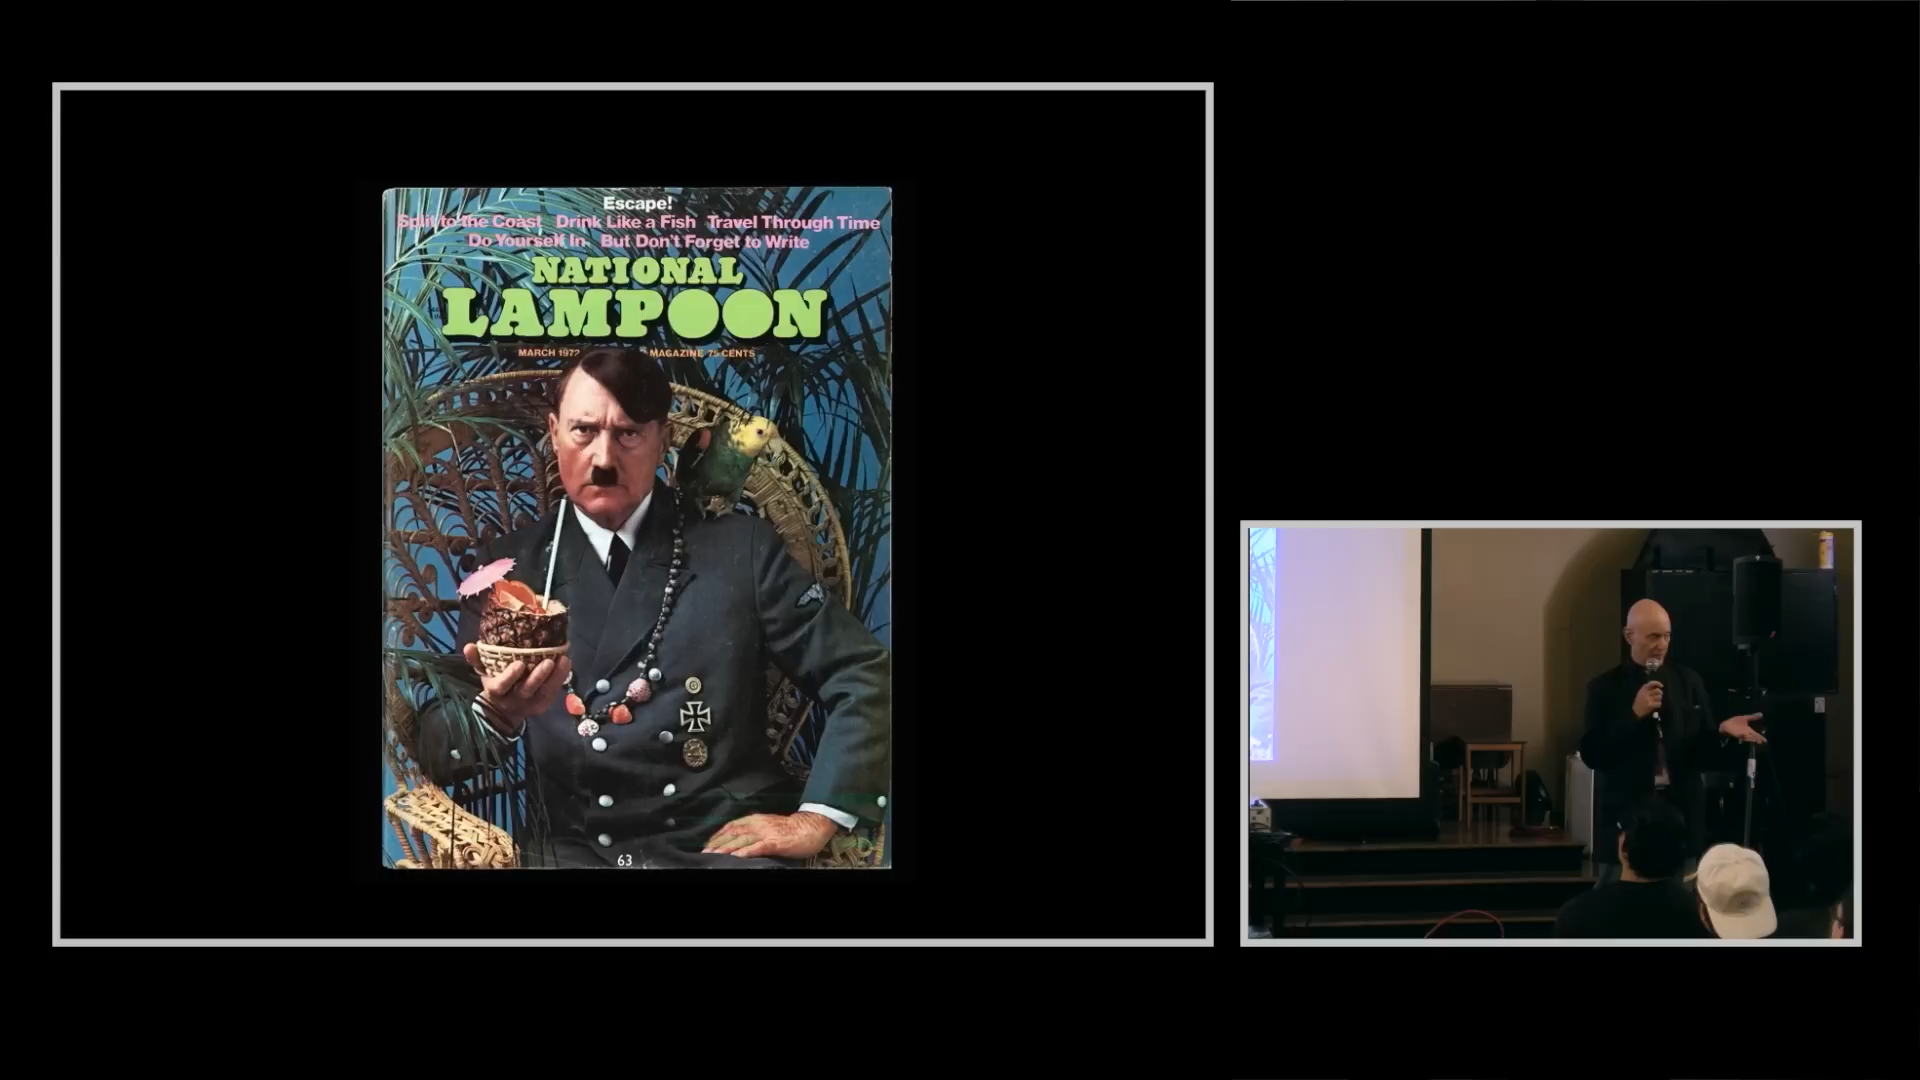 Escape!
Split to the Coast Drink Like a Fish Travel Through Time
Do Yourself In But Don't Forget to Write
NATIONAL
LAMPOON
MARCH 1972 MAGAZINE 75 CENTS
63